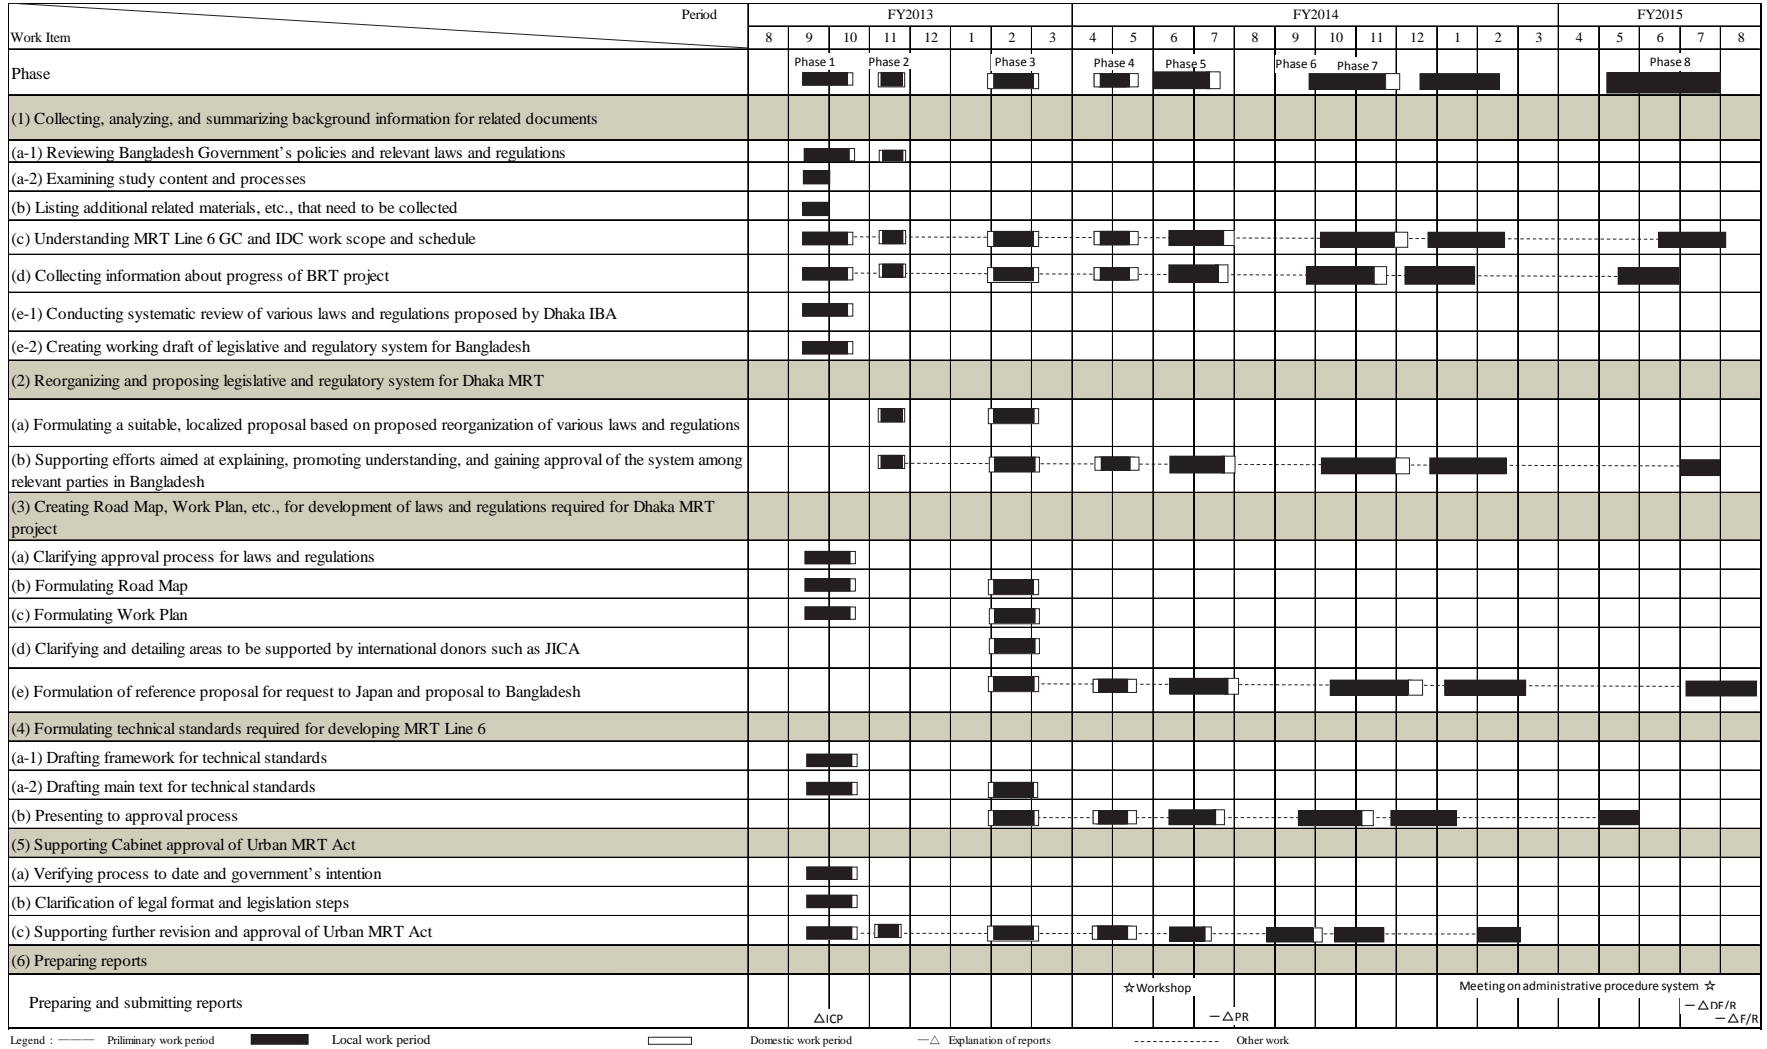 Period
FY2013
FY2014
FY2015
Work Item
8 9 10 11 12 1 2 3 4 5 6 7 8 9 10 11 12 1 2 3 4 5 6 7 8
Phase
Phase 1
Phase 2
Phase 3
Phase 4
Phase 5
Phase 6
Phase 7
Phase 8
(1) Collecting, analyzing, and summarizing background information for related documents
(a-1) Reviewing Bangladesh Government's policies and relevant laws and regulations
(a-2) Examining study content and processes
(b) Listing additional related materials, etc., that need to be collected
(c) Understanding MRT Line 6 GC and IDC work scope and schedule
(d) Collecting information about progress of BRT project
(e-1) Conducting systematic review of various laws and regulations proposed by Dhaka IBA
(e-2) Creating working draft of legislative and regulatory system for Bangladesh
(2) Reorganizing and proposing legislative and regulatory system for Dhaka MRT
(a) Formulating a suitable, localized proposal based on proposed reorganization of various laws and regulations
(b) Supporting efforts aimed at explaining, promoting understanding, and gaining approval of the system among
relevant parties in Bangladesh
(3) Creating Road Map, Work Plan, etc., for development of laws and regulations required for Dhaka MRT
project
(a) Clarifying approval process for laws and regulations
(b) Formulating Road Map
(c) Formulating Work Plan
(d) Clarifying and detailing areas to be supported by international donors such as JICA
(e) Formulation of reference proposal for request to Japan and proposal to Bangladesh
(4) Formulating technical standards required for developing MRT Line 6
(a-1) Drafting framework for technical standards
(a-2) Drafting main text for technical standards
(b) Presenting to approval process
(5) Supporting Cabinet approval of Urban MRT Act
(a) Verifying process to date and government's intention
(b) Clarification of legal format and legislation steps
(c) Supporting further revision and approval of Urban MRT Act
(6) Preparing reports
Preparing and submitting reports
☆Workshop
Meeting on administrative procedure system ☆
△ICP
－△PR
－△DF/R
－△F/R
Legend : ——— Priliminary work period
Local work period
Domestic work period
－△ Explanation of reports
Other work